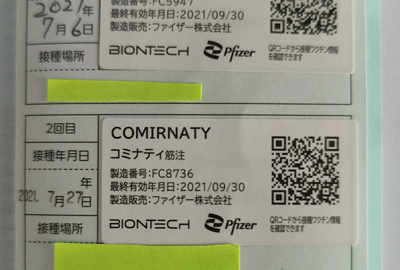 2021年
7月6日
製造番号:FC5947
最終有効年月日:2021/09/30
製造販売:ファイザー株式会社
接種場所
BIONTECH Pfizer
QRコードから接種ワクチン情報
を確認できます
2回目
COMIRNATY
コミナティ筋注
接種年月日
製造番号:FC8736
年
最終有効年月日:2021/09/30
2021. 7月27日
製造販売:ファイザー株式会社
接種場所
BIONTECH Pfizer
QRコードから接種ワクチン情報
を確認できます